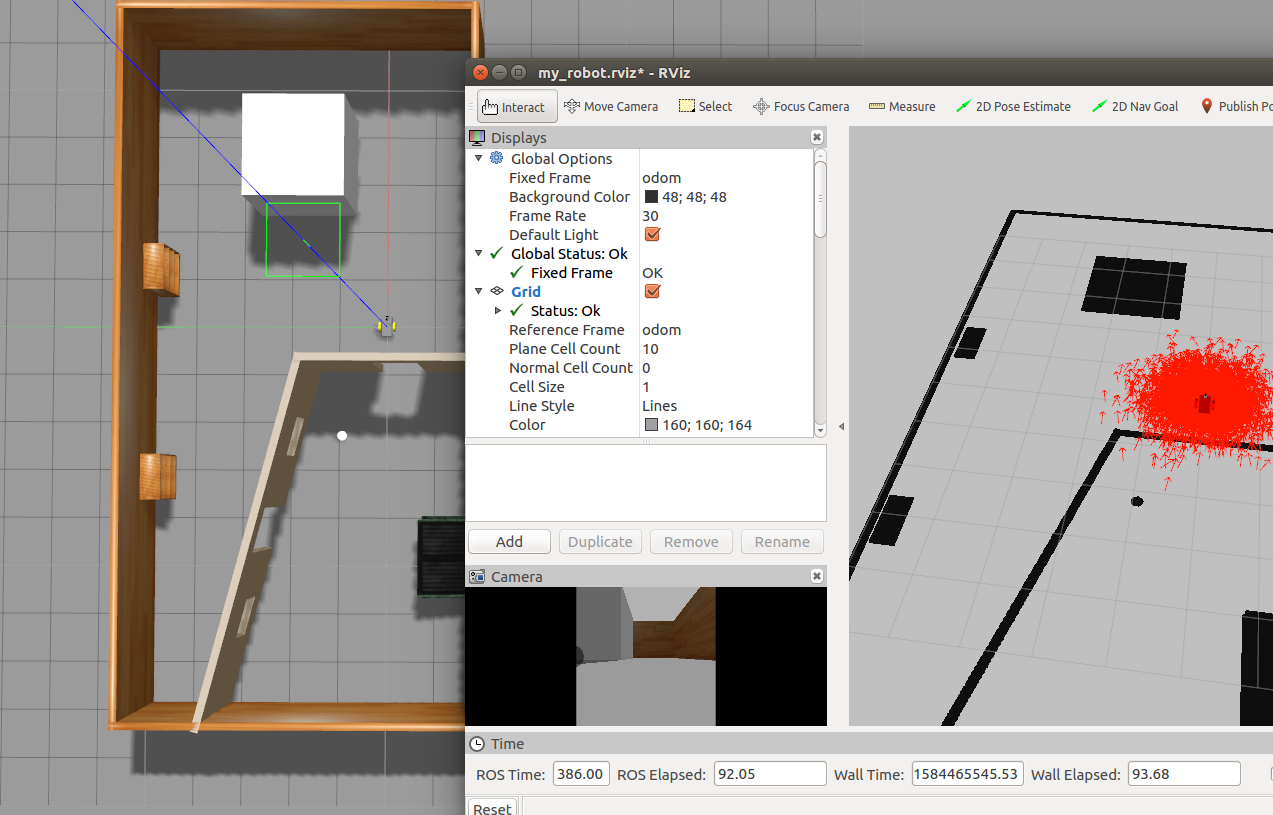 my_robot.rviz* - RViz
Interact Move Camera Select Focus Camera Measure 2D Pose Estimate 2D Nav Goal Publish Po
Displays
Global Options
Fixed Frame odom
Background Color 48; 48; 48
Frame Rate 30
Default Light
Global Status: Ok
Fixed Frame OK
Grid
Status: Ok
Reference Frame odom
Plane Cell Count 10
Normal Cell Count 0
Cell Size 1
Line Style Lines
Color 160; 160; 164
Add Duplicate Remove Rename
Camera
Time
ROS Time: 386.00 ROS Elapsed: 92.05 Wall Time: 1584465545.53 Wall Elapsed: 93.68
Reset